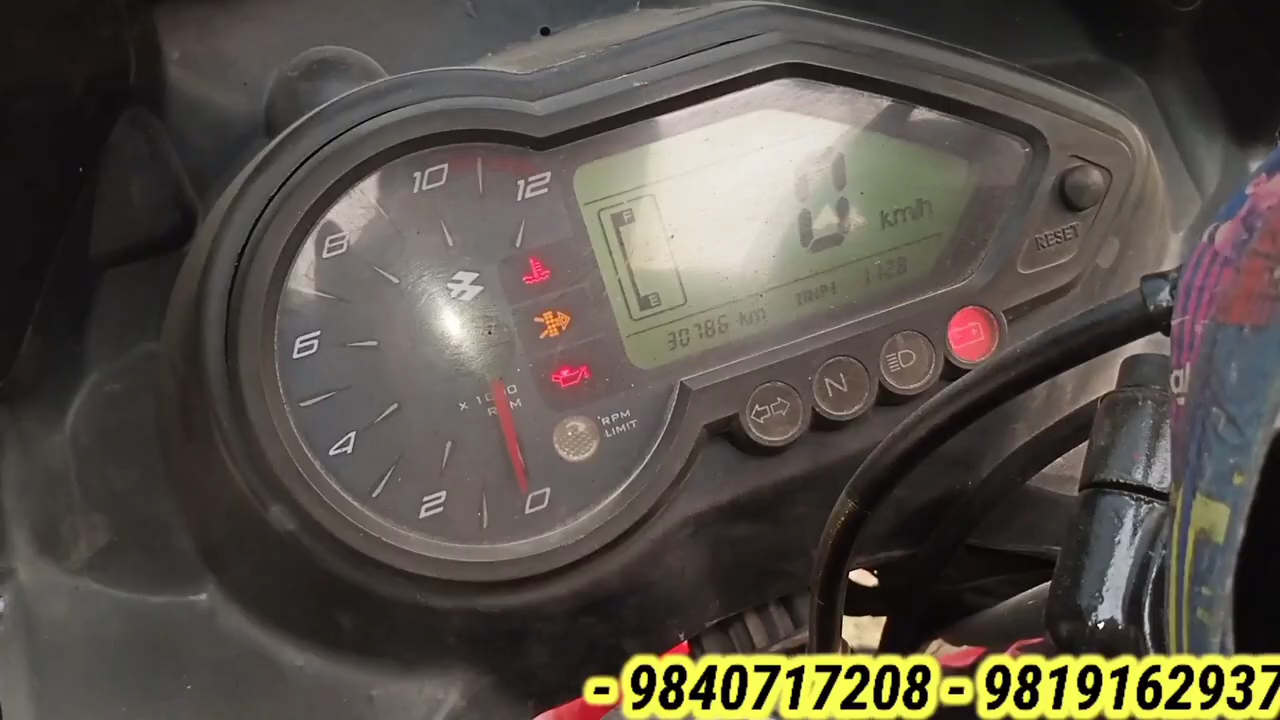 10
12
8
6
4
2
0
x 1000
RPM
RPM
LIMIT
F
E
0 km/h
30786 km TRIP1
RESET
N
- 9840717208 - 9819162937